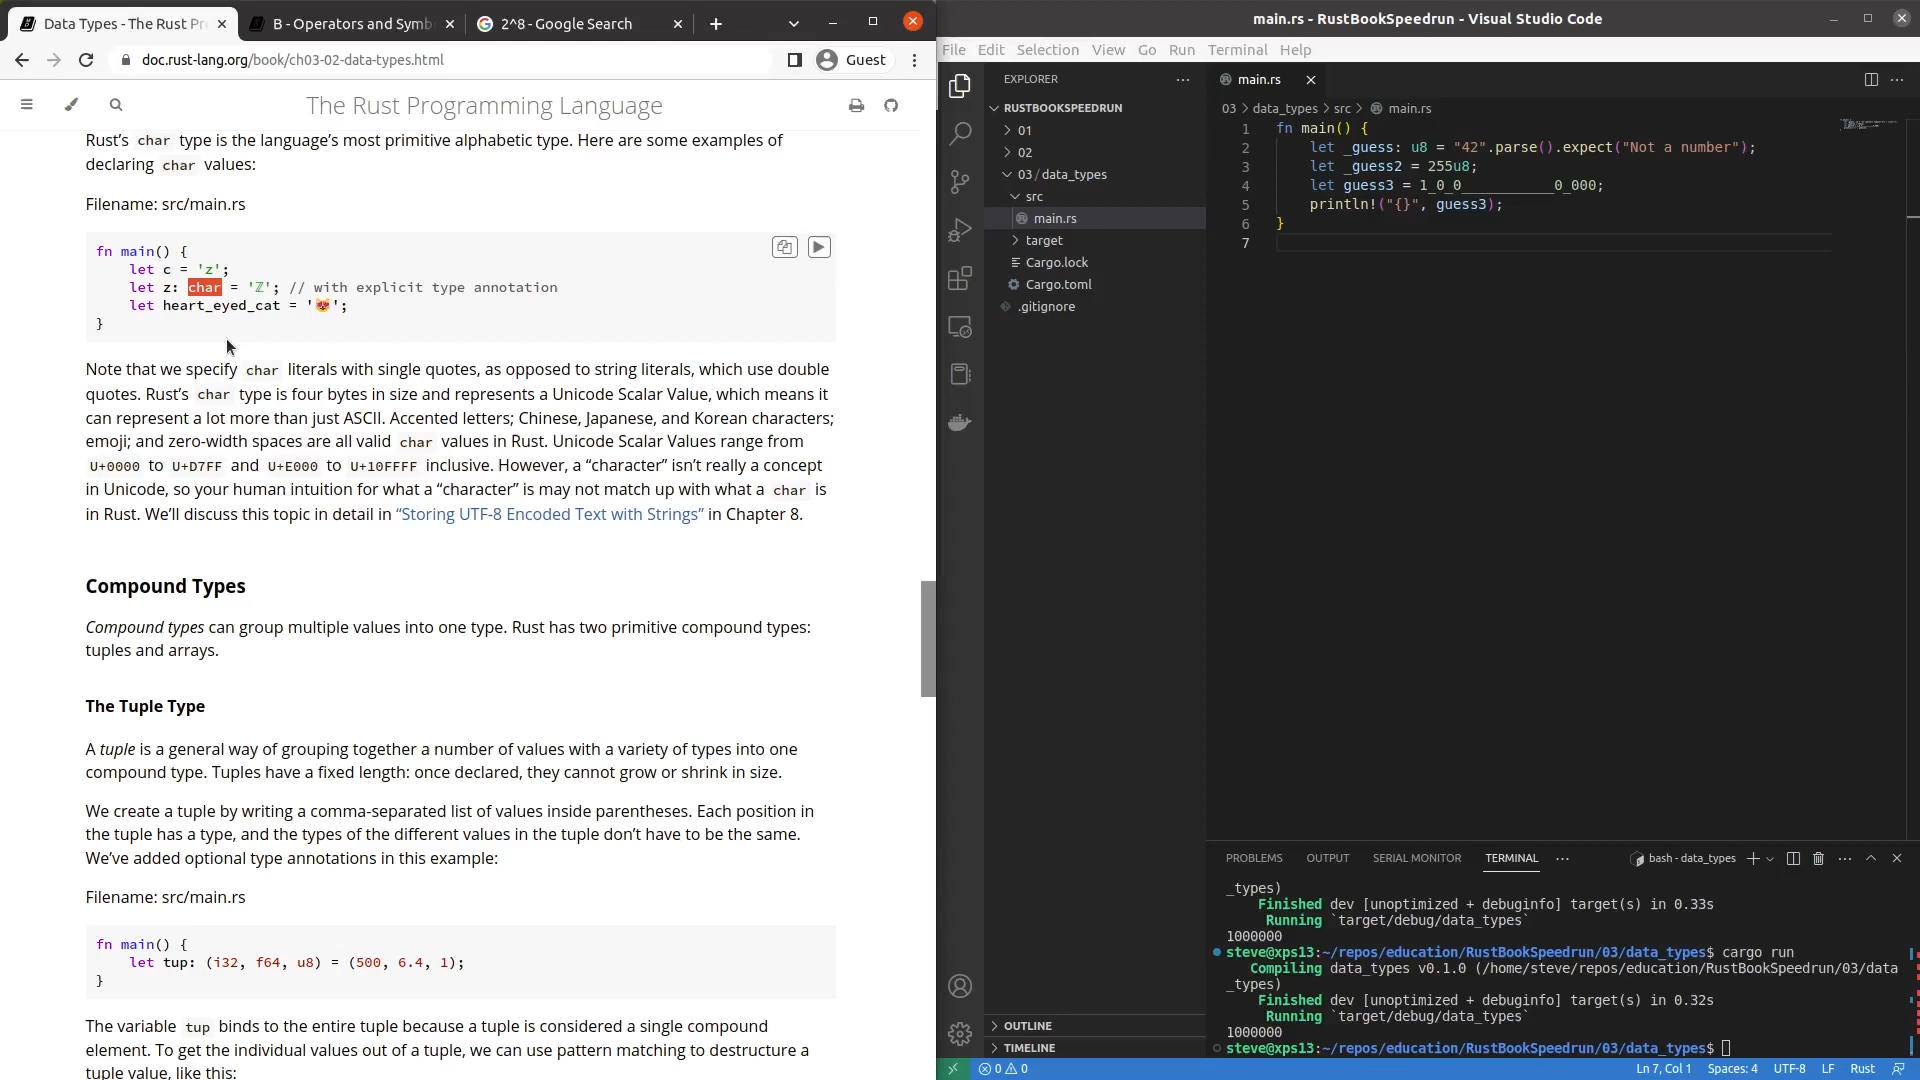 Data Types - The Rust Pr
B - Operators and Symb
2^8 - Google Search
doc.rust-lang.org/book/ch03-02-data-types.html
Guest
The Rust Programming Language
Rust’s char type is the language’s most primitive alphabetic type. Here are some examples of
declaring char values:
Filename: src/main.rs
fn main() {
let c = 'z';
let z: char = 'ℤ'; // with explicit type annotation
let heart_eyed_cat = '😻';
}
Note that we specify char literals with single quotes, as opposed to string literals, which use double
quotes. Rust’s char type is four bytes in size and represents a Unicode Scalar Value, which means it
can represent a lot more than just ASCII. Accented letters; Chinese, Japanese, and Korean characters;
emoji; and zero-width spaces are all valid char values in Rust. Unicode Scalar Values range from
U+0000 to U+D7FF and U+E000 to U+10FFFF inclusive. However, a “character” isn’t really a concept
in Unicode, so your human intuition for what a “character” is may not match up with what a char is
in Rust. We’ll discuss this topic in detail in “Storing UTF-8 Encoded Text with Strings” in Chapter 8.
Compound Types
Compound types can group multiple values into one type. Rust has two primitive compound types:
tuples and arrays.
The Tuple Type
A tuple is a general way of grouping together a number of values with a variety of types into one
compound type. Tuples have a fixed length: once declared, they cannot grow or shrink in size.
We create a tuple by writing a comma-separated list of values inside parentheses. Each position in
the tuple has a type, and the types of the different values in the tuple don’t have to be the same.
We’ve added optional type annotations in this example:
Filename: src/main.rs
fn main() {
let tup: (i32, f64, u8) = (500, 6.4, 1);
}
The variable tup binds to the entire tuple because a tuple is considered a single compound
element. To get the individual values out of a tuple, we can use pattern matching to destructure a
tuple value, like this:
main.rs - RustBookSpeedrun - Visual Studio Code
File Edit Selection View Go Run Terminal Help
EXPLORER
RUSTBOOKSPEEDRUN
01
02
03 / data_types
src
main.rs
target
Cargo.lock
Cargo.toml
.gitignore
OUTLINE
TIMELINE
main.rs
03 > data_types > src > main.rs
1 fn main() {
2 let _guess: u8 = "42".parse().expect("Not a number");
3 let _guess2 = 255u8;
4 let guess3 = 1_0_0___________0_000;
5 println!("{}", guess3);
6 }
7
PROBLEMS OUTPUT SERIAL MONITOR TERMINAL
bash - data_types
_types)
Finished dev [unoptimized + debuginfo] target(s) in 0.33s
Running `target/debug/data_types`
1000000
steve@xps13:~/repos/education/RustBookSpeedrun/03/data_types$ cargo run
Compiling data_types v0.1.0 (/home/steve/repos/education/RustBookSpeedrun/03/data
_types)
Finished dev [unoptimized + debuginfo] target(s) in 0.32s
Running `target/debug/data_types`
1000000
steve@xps13:~/repos/education/RustBookSpeedrun/03/data_types$
0 0
Ln 7, Col 1 Spaces: 4 UTF-8 LF Rust